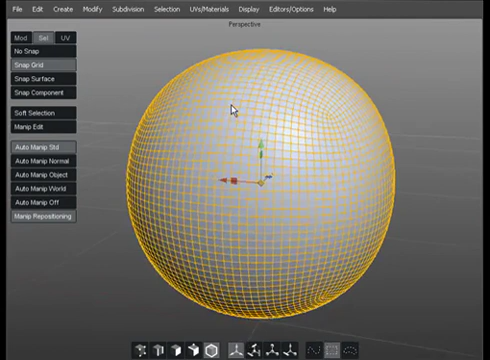 File Edit Create Modify Subdivision Selection UVs/Materials Display Editors/Options Help
Perspective
Mod Sel UV
No Snap
Snap Grid
Snap Surface
Snap Component
Soft Selection
Manip Edit
Auto Manip Std
Auto Manip Normal
Auto Manip Object
Auto Manip World
Auto Manip Off
Manip Repositioning